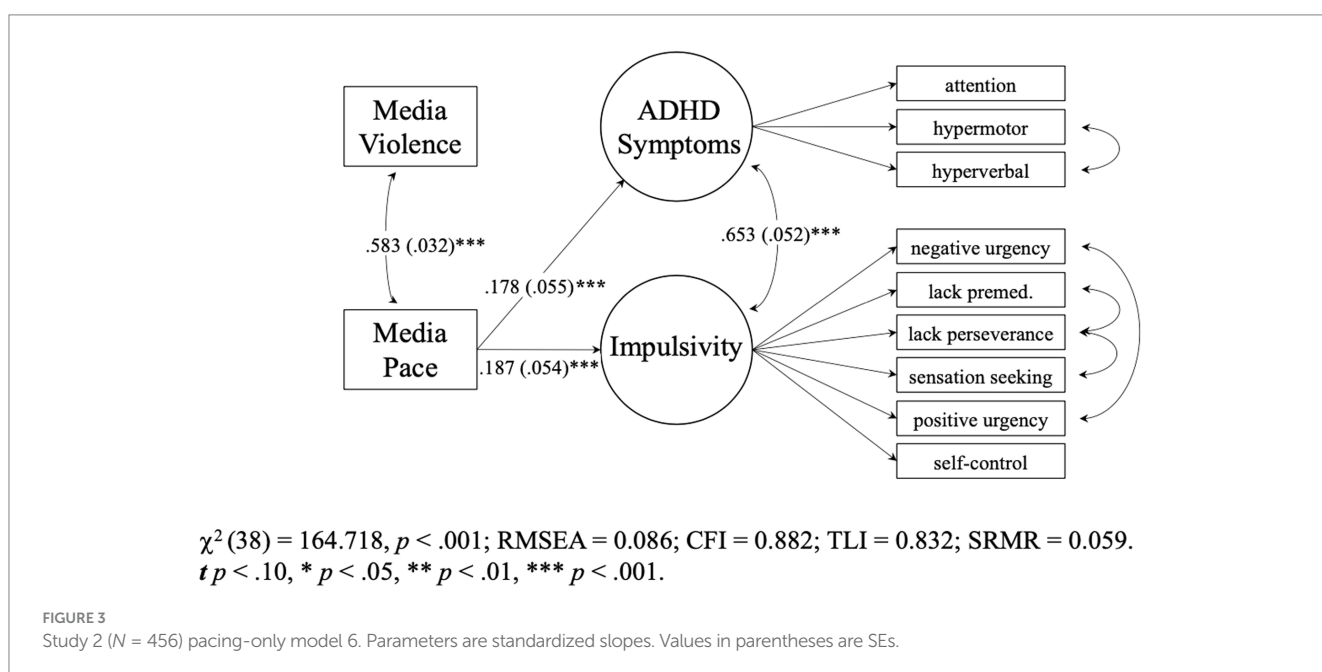 Media
Violence
ADHD
Symptoms
attention
hypermotor
hyperverbal
.583 (.032)***
.653 (.052)***
.178 (.055)***
negative urgency
lack premed.
lack perseverance
sensation seeking
positive urgency
self-control
Media
Pace
Impulsivity
.187 (.054)***
χ² (38) = 164.718, p < .001; RMSEA = 0.086; CFI = 0.882; TLI = 0.832; SRMR = 0.059.
t p < .10, * p < .05, ** p < .01, *** p < .001.
FIGURE 3
Study 2 (N = 456) pacing-only model 6. Parameters are standardized slopes. Values in parentheses are SEs.